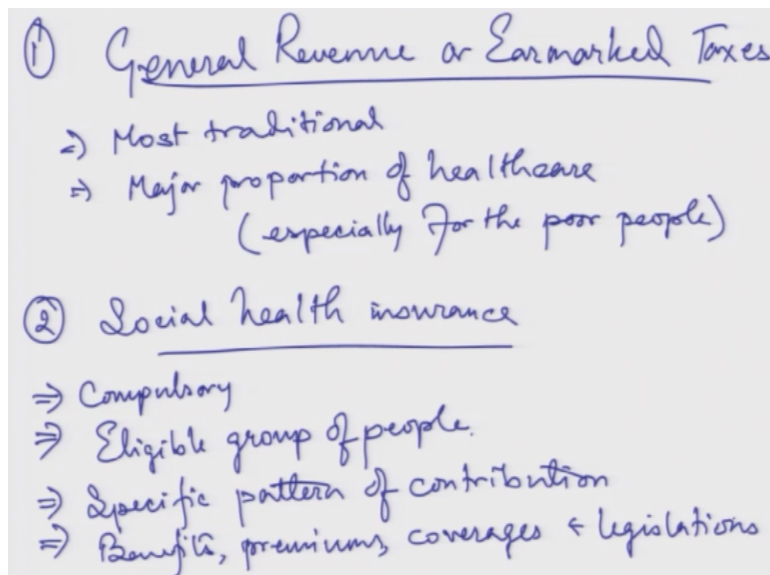 ① General Revenue or Earmarked Taxes
⇒ Most traditional
⇒ Major proportion of healthcare
(especially for the poor people)
② Social health insurance
⇒ Compulsory
⇒ Eligible group of people.
⇒ Specific pattern of contribution
⇒ Benefits, premiums, coverages & legislations